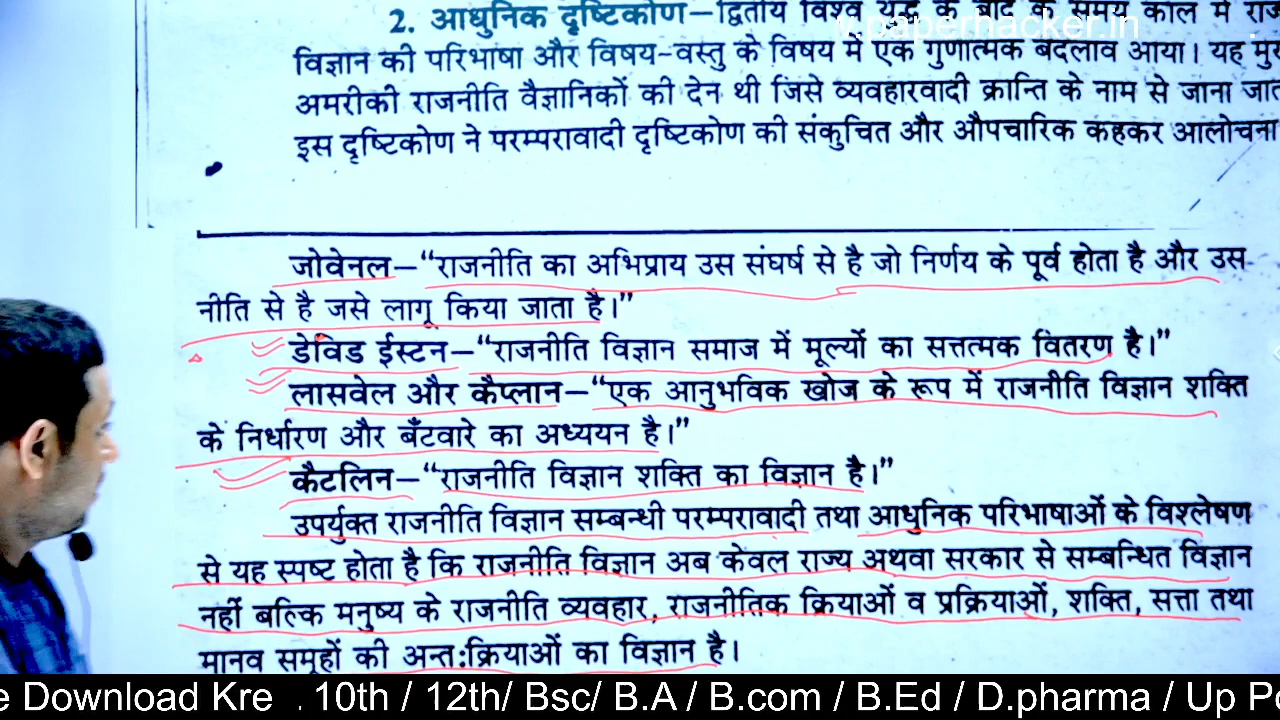 2. आधुनिक दृष्टिकोण–द्वितीय विश्व युद्ध के बाद के समय काल में
paperhacker.in
विज्ञान की परिभाषा और विषय-वस्तु के विषय में एक गुणात्मक बदलाव आया। यह
अमरीकी राजनीति वैज्ञानिकों की देन थी जिसे व्यवहारवादी क्रान्ति के नाम से जाना
इस दृष्टिकोण ने परम्परावादी दृष्टिकोण की संकुचित और औपचारिक कहकर आलोचना
जोवेनल–“राजनीति का अभिप्राय उस संघर्ष से है जो निर्णय के पूर्व होता है और उस
नीति से है जसे लागू किया जाता है।”
डेविड ईस्टन–“राजनीति विज्ञान समाज में मूल्यों का सत्तत्मक वितरण है।”
लासवेल और कैप्लान–“एक आनुभविक खोज के रूप में राजनीति विज्ञान शक्ति
के निर्धारण और बँटवारे का अध्ययन है।”
कैटलिन–“राजनीति विज्ञान शक्ति का विज्ञान है।”
उपर्युक्त राजनीति विज्ञान सम्बन्धी परम्परावादी तथा आधुनिक परिभाषाओं के विश्लेषण
से यह स्पष्ट होता है कि राजनीति विज्ञान अब केवल राज्य अथवा सरकार से सम्बन्धित विज्ञान
नहीं बल्कि मनुष्य के राजनीति व्यवहार, राजनीतिक क्रियाओं व प्रक्रियाओं, शक्ति, सत्ता तथा
मानव समूहों की अन्तःक्रियाओं का विज्ञान है।
e Download Kre . 10th / 12th/ Bsc/ B.A / B.com / B.Ed / D.pharma / Up Po